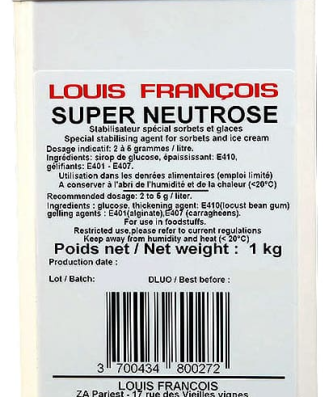 LOUIS FRANÇOIS
SUPER NEUTROSE
Stabilisateur spécial sorbets et glaces
Special stabilising agent for sorbets and ice cream
Dosage indicatif: 2 à 6 grammes / litre.
Ingrédients: sirop de glucose, épaississant: E410,
gélifiants: E401 - E407.
Utilisation dans les denrées alimentaires (emploi limité)
A conserver à l'abri de l'humidité et de la chaleur (<20°C)
Recommended dosage: 2 to 6 g / liter.
Ingredients : glucose, thickening agent: E410(locust bean gum)
gelling agents : E401(alginate),E407 (carragheens).
For use in foodstuffs.
Restricted use,please refer to current regulations
Keep away from humidity and heat (< 20°C)
Poids net / Net weight : 1 kg
Production date :
Lot / Batch: DLUO / Best before :
3 700434 800272
LOUIS FRANÇOIS
ZA Pariest - 17 rue des Vieilles vignes